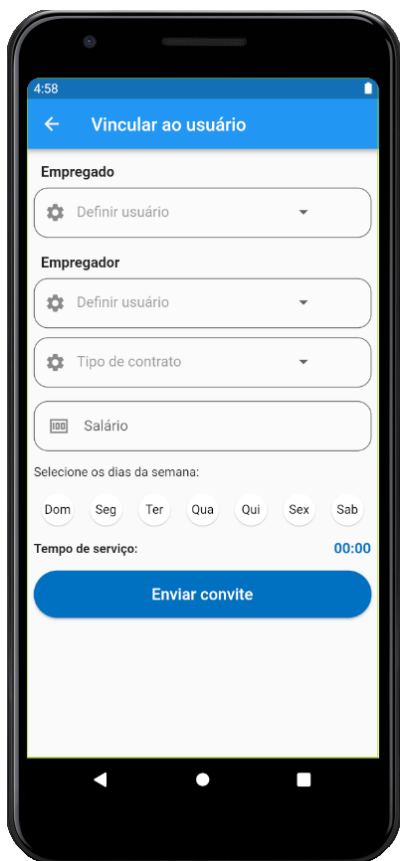 4:58
Vincular ao usuário
Empregado
Definir usuário
Empregador
Definir usuário
Tipo de contrato
100 Salário
Selecione os dias da semana:
Dom Seg Ter Qua Qui Sex Sab
Tempo de serviço: 00:00
Enviar convite